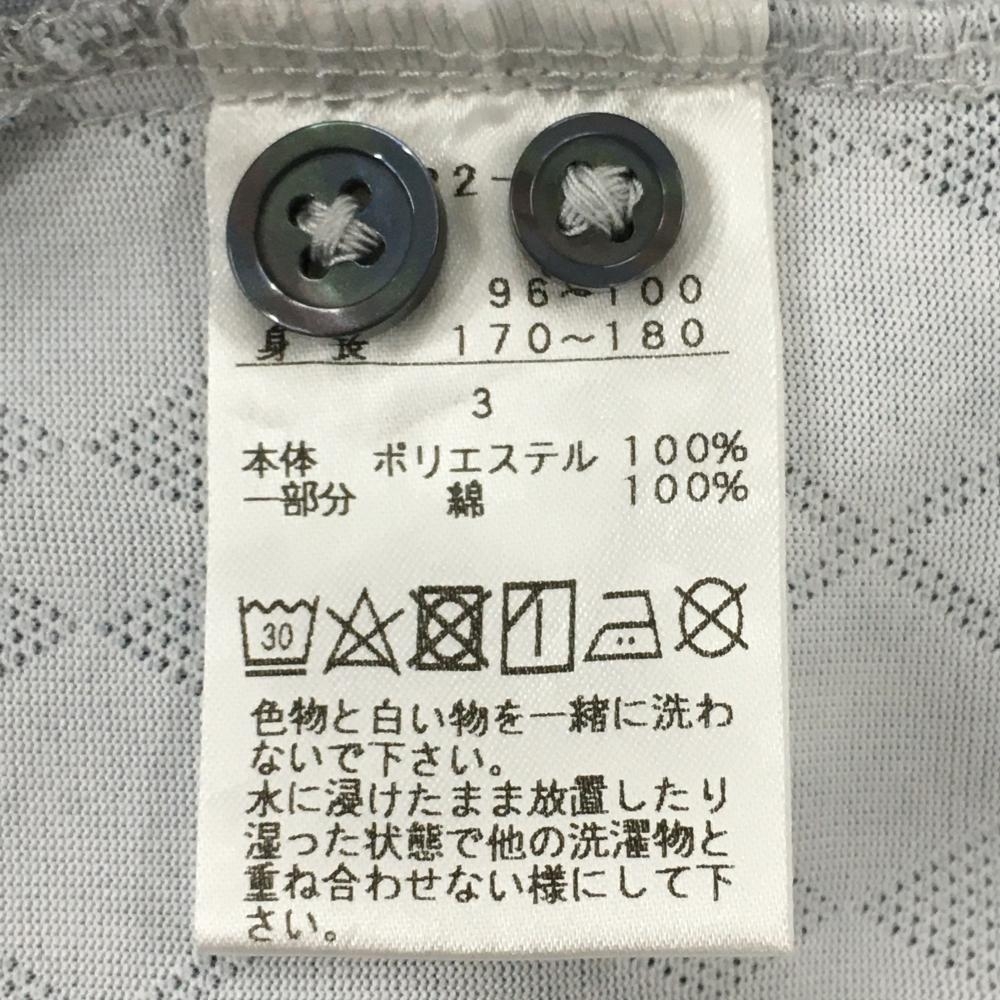 2-
96~100
身長 170~180
3
本体 ポリエステル 100%
一部分 綿 100%
30
色物と白い物を一緒に洗わ
ないで下さい。
水に浸けたまま放置したり
湿った状態で他の洗濯物と
重ね合わせない様にして下
さい。